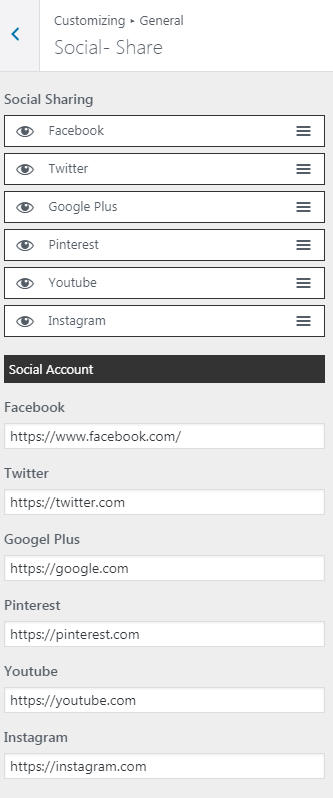 Customizing ▸ General
Social- Share
Social Sharing
Facebook
Twitter
Google Plus
Pinterest
Youtube
Instagram
Social Account
Facebook
https://www.facebook.com/
Twitter
https://twitter.com
Googel Plus
https://google.com
Pinterest
https://pinterest.com
Youtube
https://youtube.com
Instagram
https://instagram.com